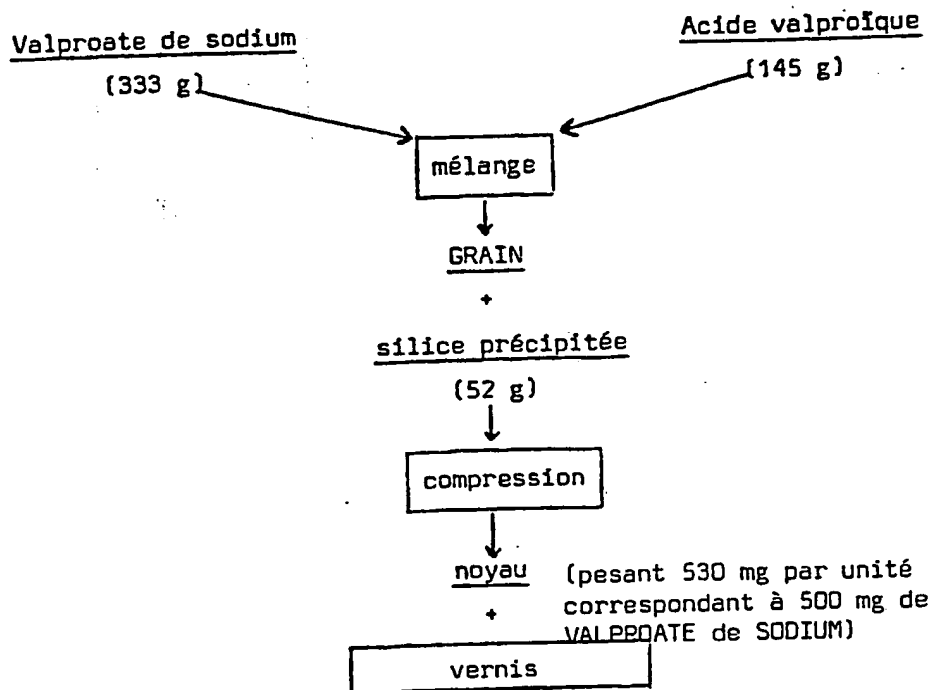 Valproate de sodium
Acide valproïque
(333 g)
(145 g)
mélange
GRAIN
+
silice précipitée
(52 g)
compression
noyau
(pesant 530 mg par unité
correspondant à 500 mg de
VALPROATE de SODIUM)
+
vernis